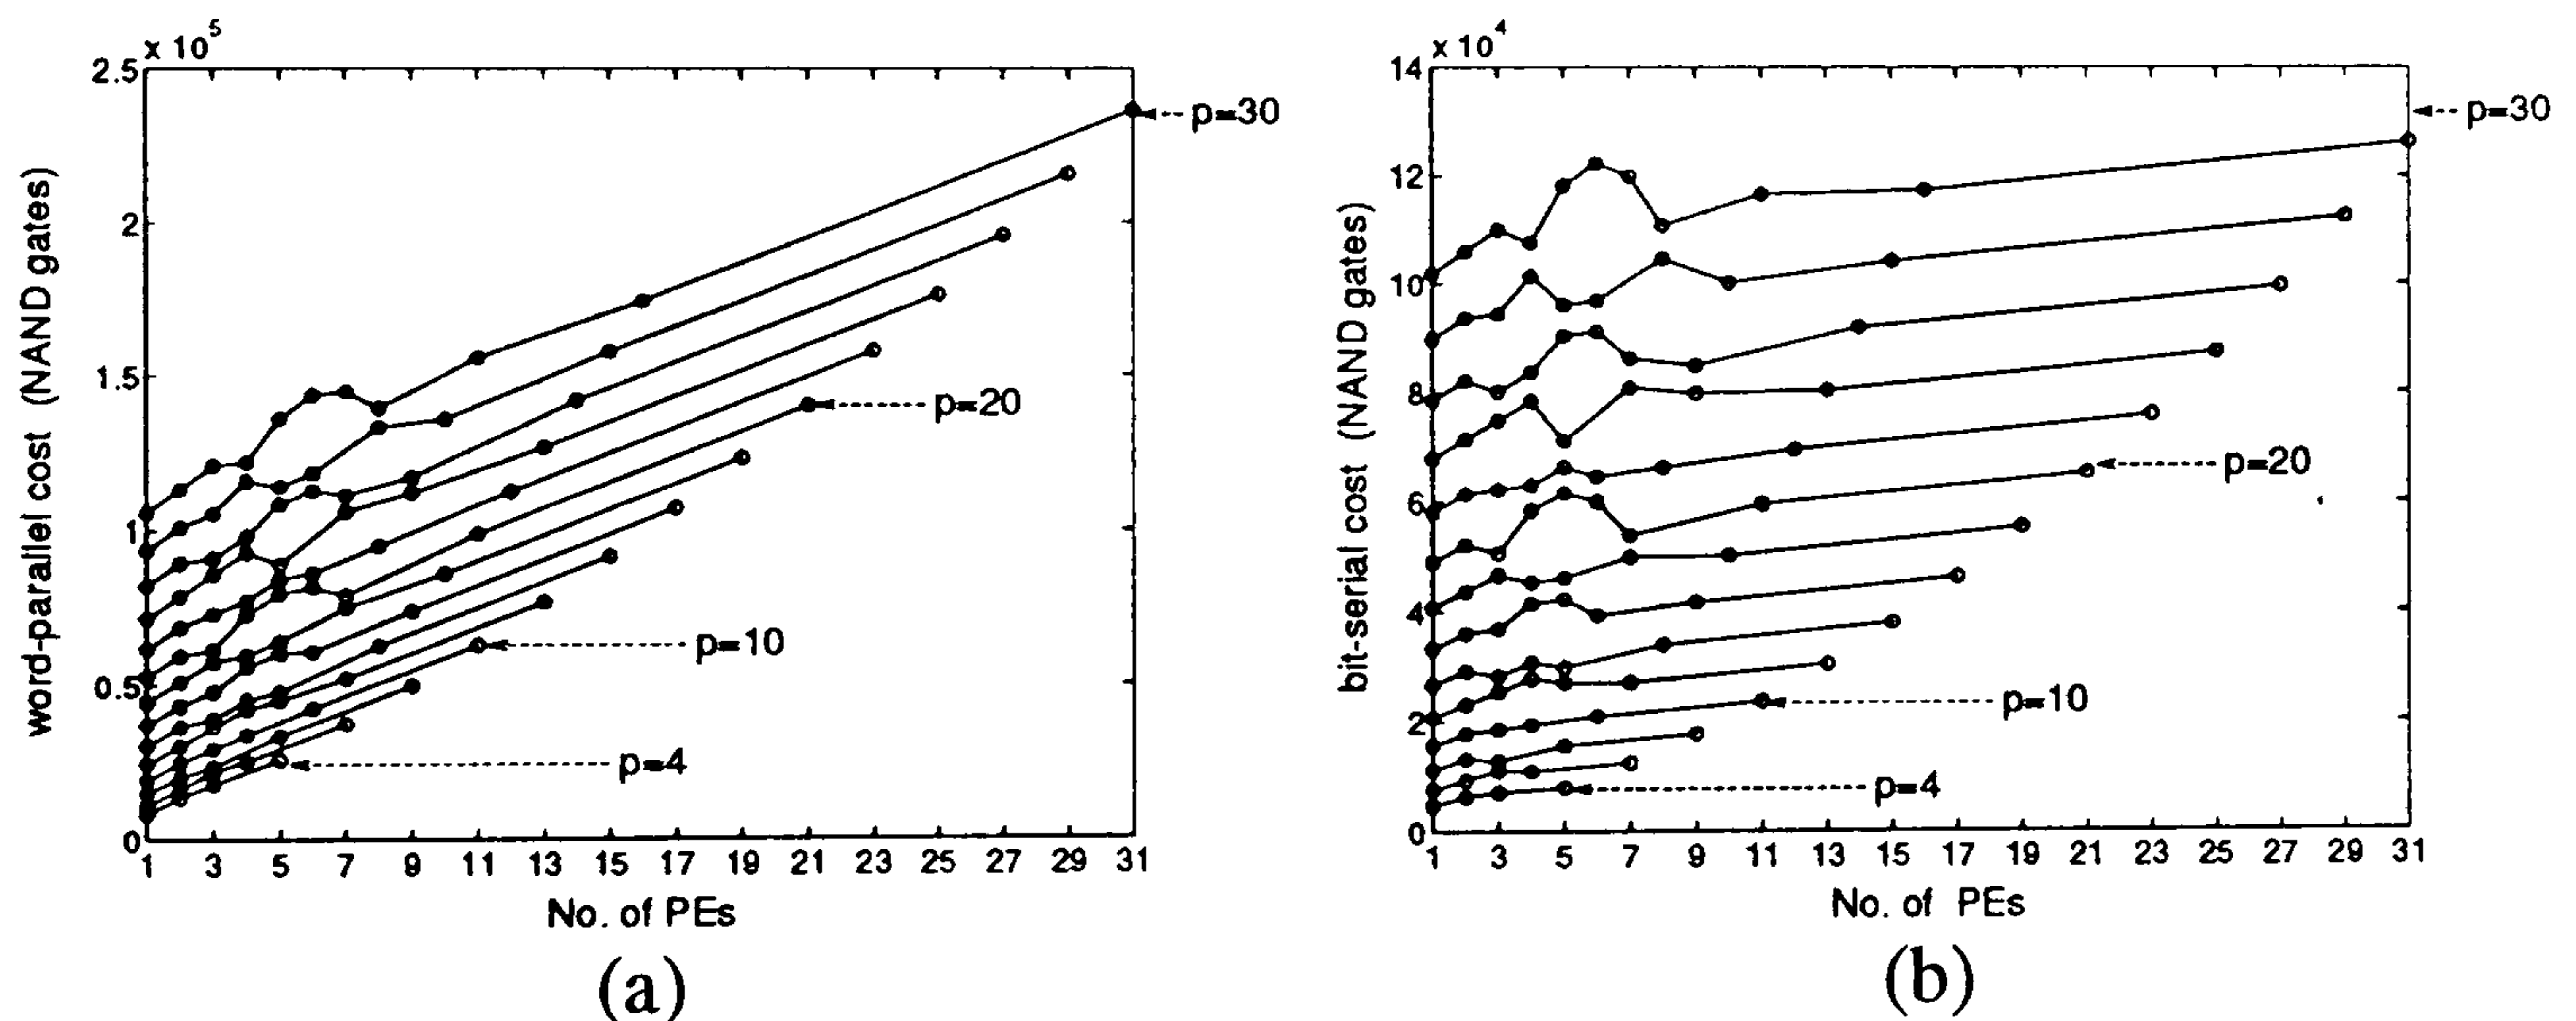 x 10^5
2.5
2
1.5
1
0.5
0
word-parallel cost (NAND gates)
p=30
p=20
p=10
p=4
1 3 5 7 9 11 13 15 17 19 21 23 25 27 29 31
No. of PEs
(a)
x 10^4
14
12
10
8
6
4
2
0
bit-serial cost (NAND gates)
p=30
p=20
p=10
p=4
1 3 5 7 9 11 13 15 17 19 21 23 25 27 29 31
No. of PEs
(b)